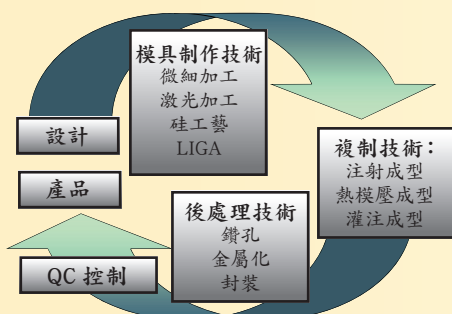 模具制作技術
微細加工
激光加工
硅工藝
LIGA
設計
複制技術：
注射成型
熱模壓成型
灌注成型
產品
後處理技術
鑽孔
金屬化
封裝
QC 控制